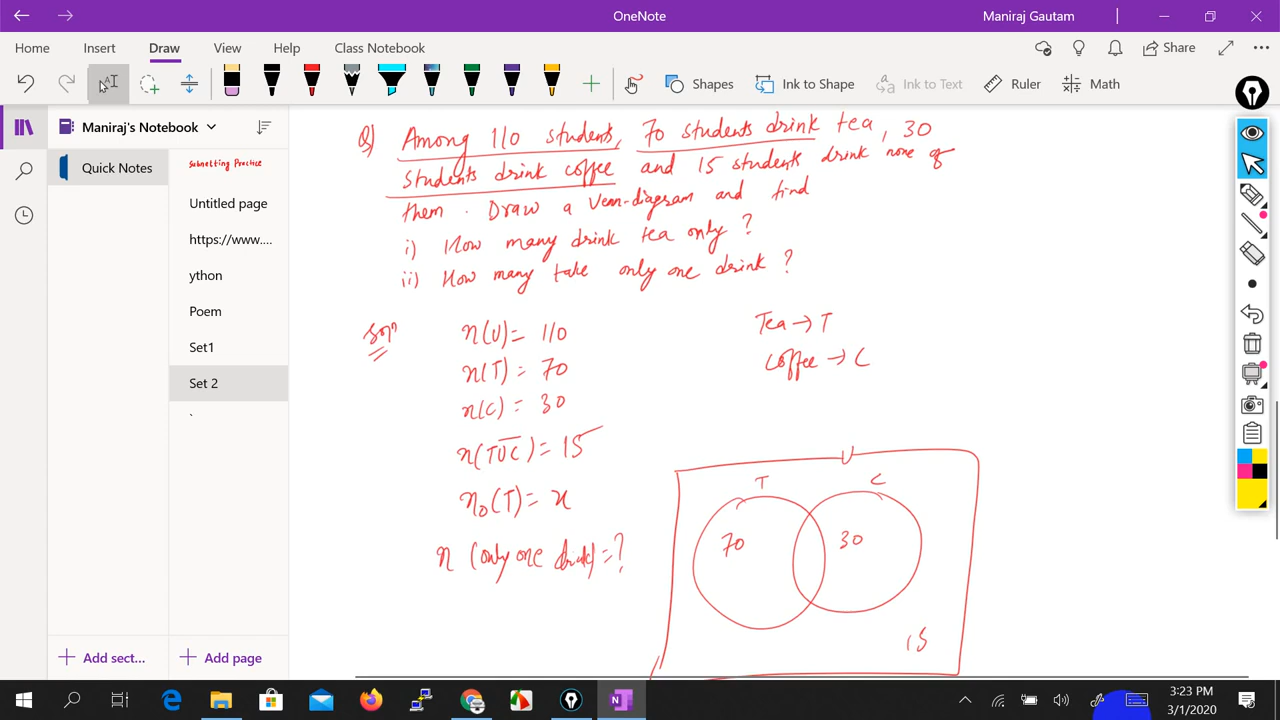 OneNote
Maniraj Gautam
Home Insert Draw View Help Class Notebook
Share
Shapes
Ink to Shape
Ink to Text
Ruler
Math
Maniraj's Notebook
Quick Notes
Subnetting Practice
Untitled page
https://www....
ython
Poem
Set1
Set 2
`
Add sect...
Add page
Q) Among 110 students, 70 students drink tea, 30
students drink coffee and 15 students drink none of
them. Draw a Venn-diagram and find
i) How many drink tea only?
ii) How many take only one drink?
Solⁿ
n(U) = 110
n(T) = 70
n(C) = 30
n(T̅U̅C̅) = 15
n₀(T) = x
n (only one drink) = ?
Tea → T
Coffee → C
U
T C
70 30
15
3:23 PM
3/1/2020